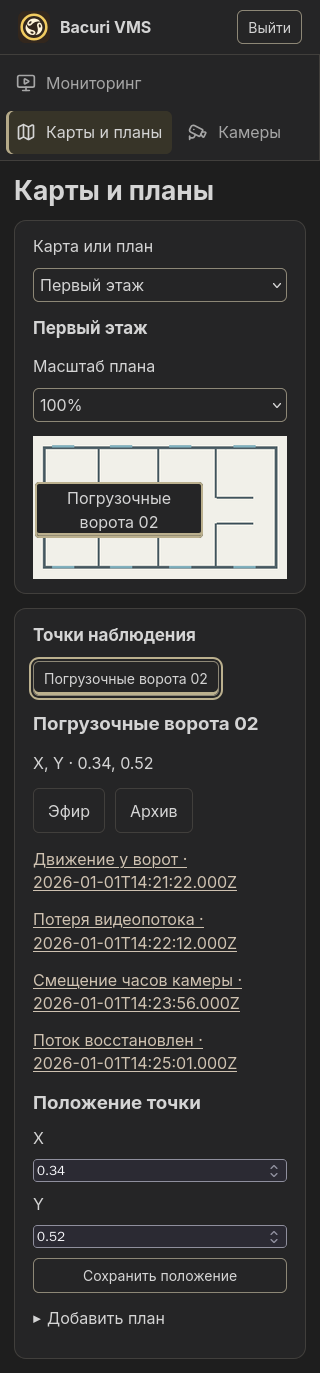 Bacuri VMS
Выйти
Мониторинг
Карты и планы
Камеры
Карты и планы
Карта или план
Первый этаж
Первый этаж
Масштаб плана
100%
Погрузочные
ворота 02
Точки наблюдения
Погрузочные ворота 02
Погрузочные ворота 02
X, Y · 0.34, 0.52
Эфир
Архив
Движение у ворот ·
2026-01-01T14:21:22.000Z
Потеря видеопотока ·
2026-01-01T14:22:12.000Z
Смещение часов камеры ·
2026-01-01T14:23:56.000Z
Поток восстановлен ·
2026-01-01T14:25:01.000Z
Положение точки
X
0.34
Y
0.52
Сохранить положение
Добавить план